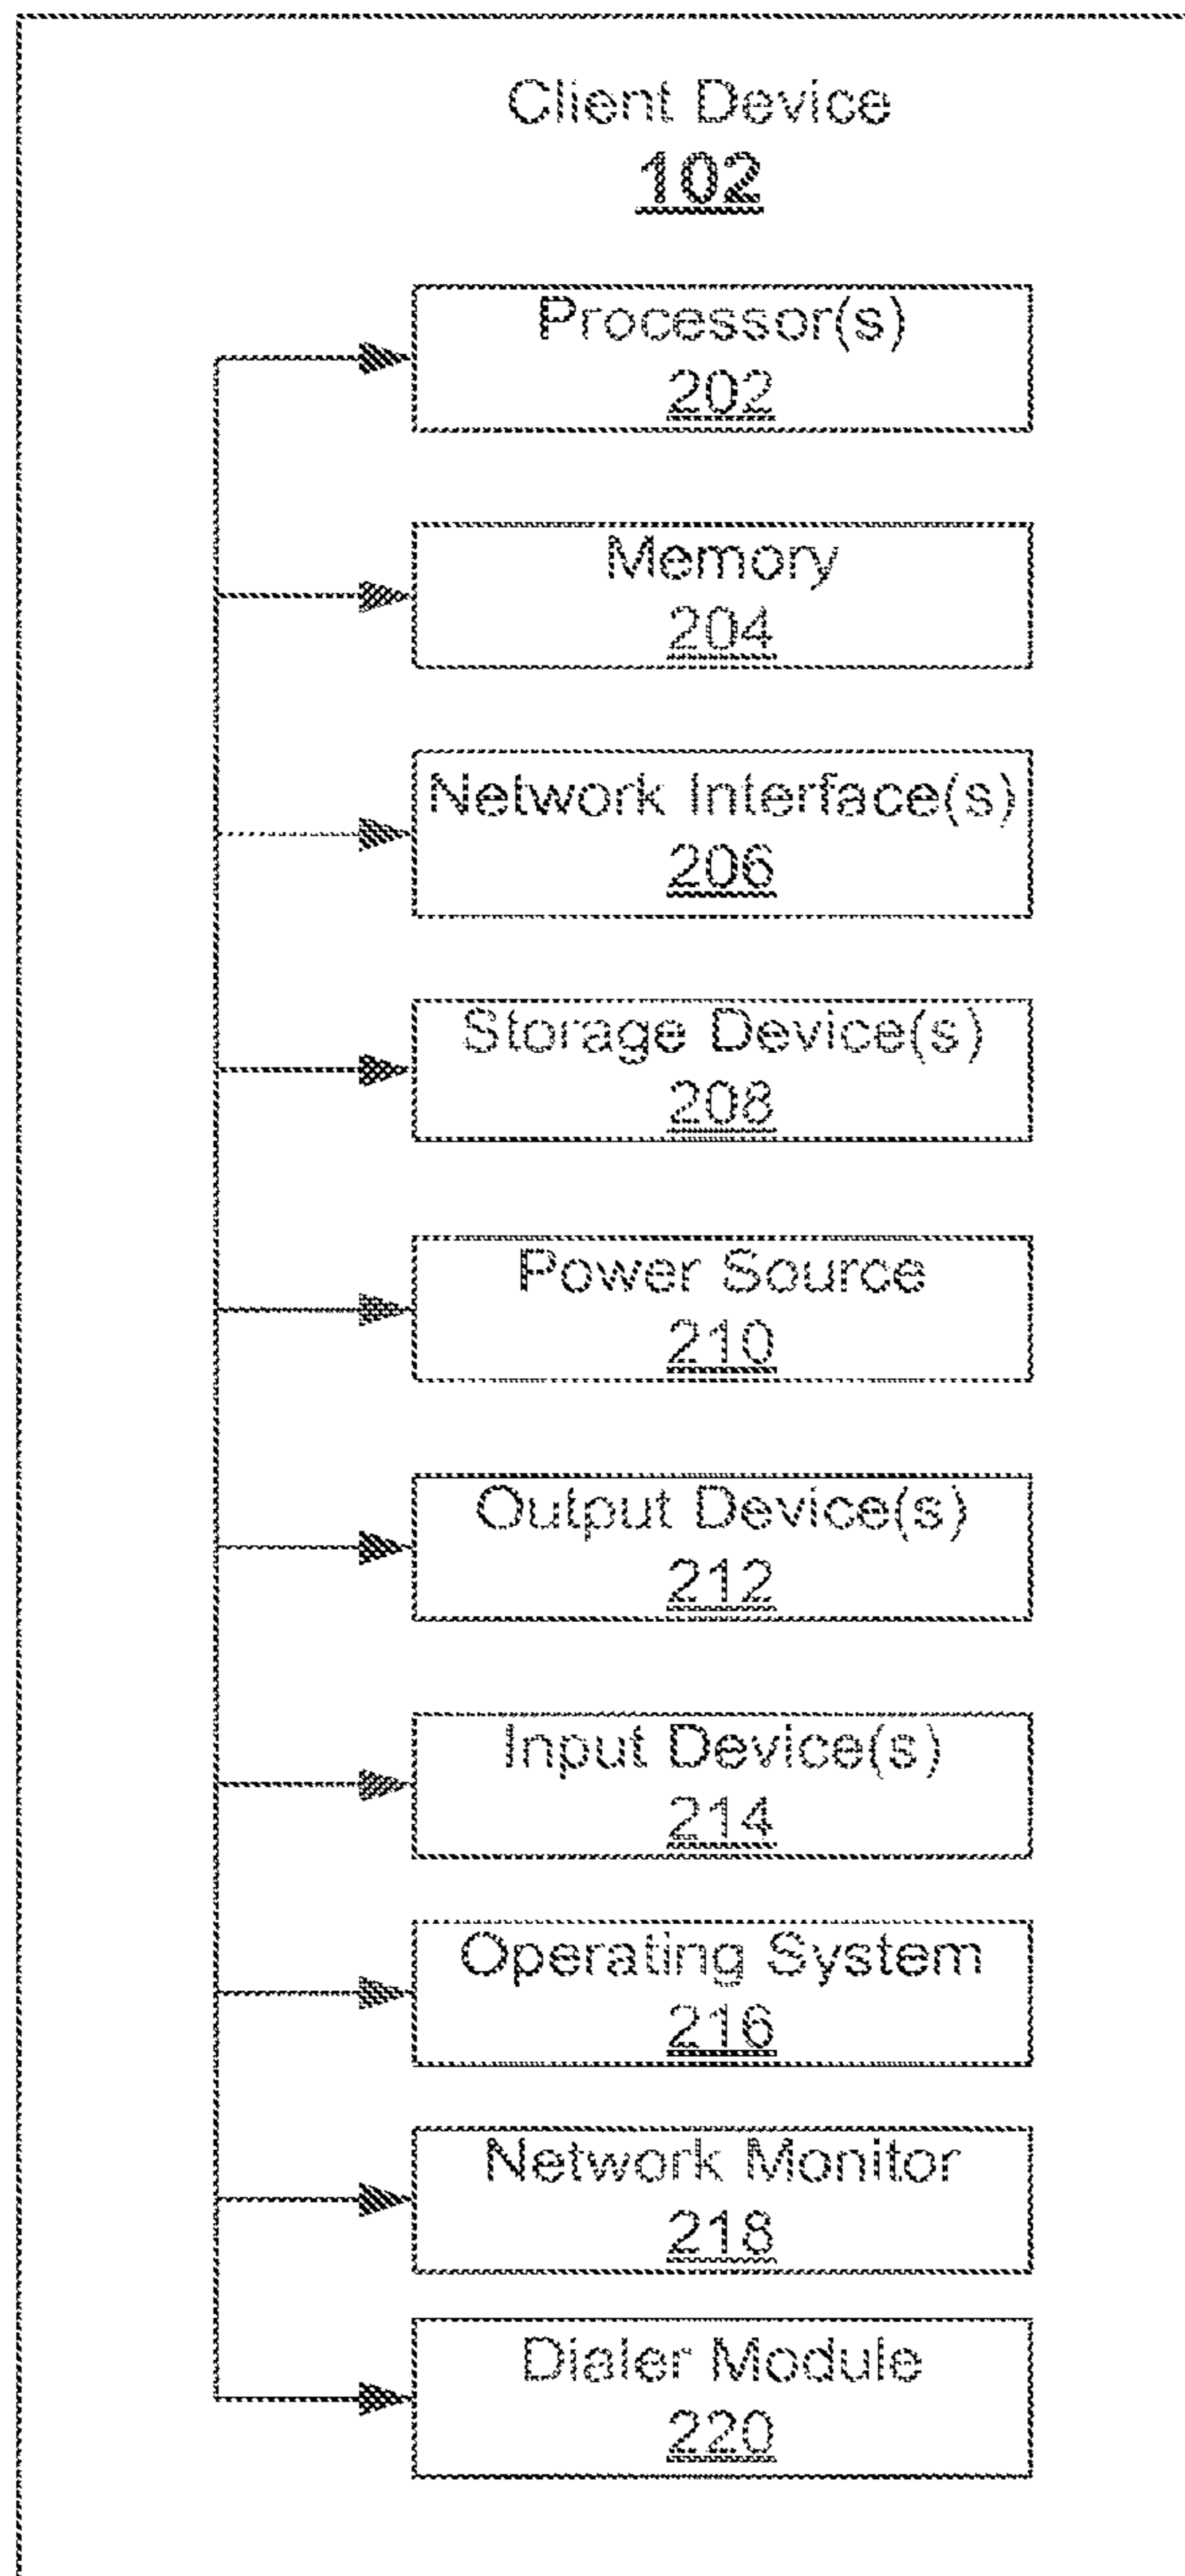 Client Device
102
Processor(s)
202
Memory
204
Network Interface(s)
206
Storage Device(s)
208
Power Source
210
Output Device(s)
212
Input Device(s)
214
Operating System
216
Network Monitor
218
Dialer Module
220